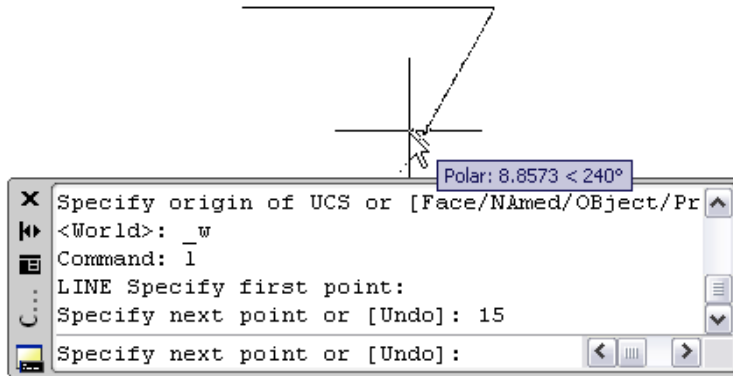 Polar: 8.8573 < 240°
Specify origin of UCS or [Face/NAmed/OBject/Pr
<World>: _w
Command: l
LINE Specify first point:
Specify next point or [Undo]: 15
Specify next point or [Undo]: